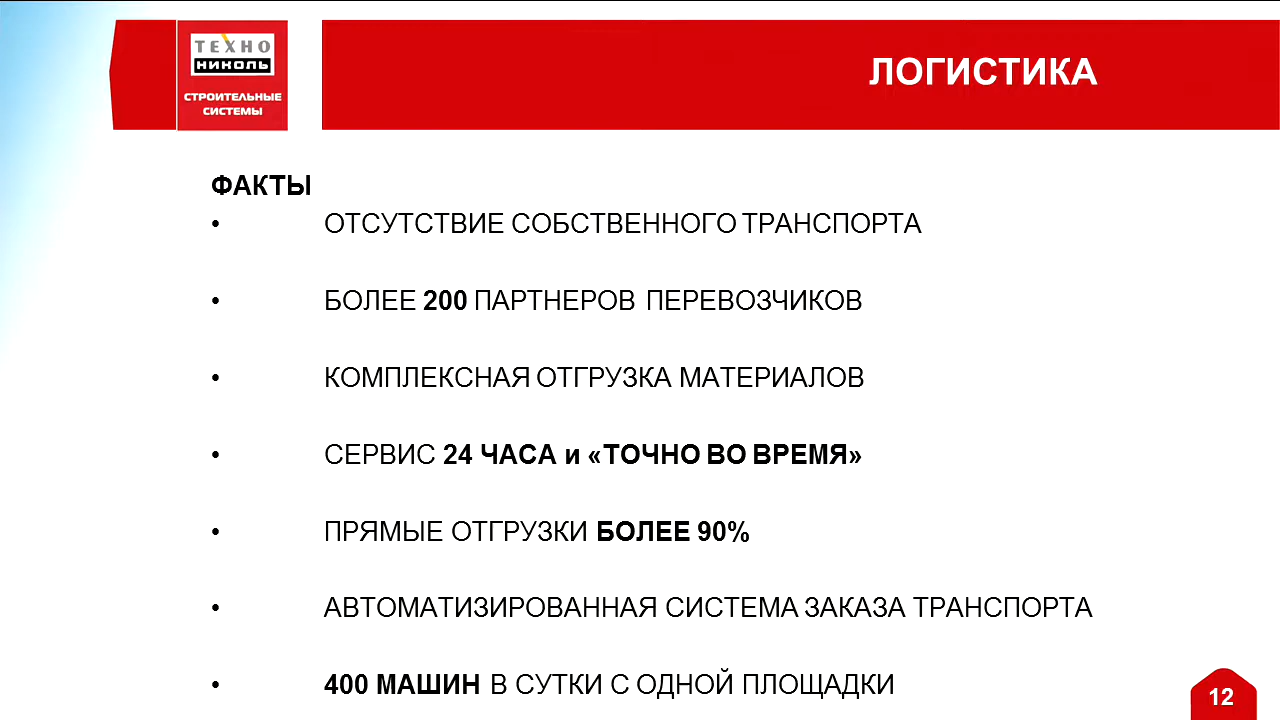 ТЕХНО
НИКОЛЬ
СТРОИТЕЛЬНЫЕ
СИСТЕМЫ
ЛОГИСТИКА
ФАКТЫ
• ОТСУТСТВИЕ СОБСТВЕННОГО ТРАНСПОРТА
• БОЛЕЕ 200 ПАРТНЕРОВ ПЕРЕВОЗЧИКОВ
• КОМПЛЕКСНАЯ ОТГРУЗКА МАТЕРИАЛОВ
• СЕРВИС 24 ЧАСА и «ТОЧНО ВО ВРЕМЯ»
• ПРЯМЫЕ ОТГРУЗКИ БОЛЕЕ 90%
• АВТОМАТИЗИРОВАННАЯ СИСТЕМА ЗАКАЗА ТРАНСПОРТА
• 400 МАШИН В СУТКИ С ОДНОЙ ПЛОЩАДКИ
12